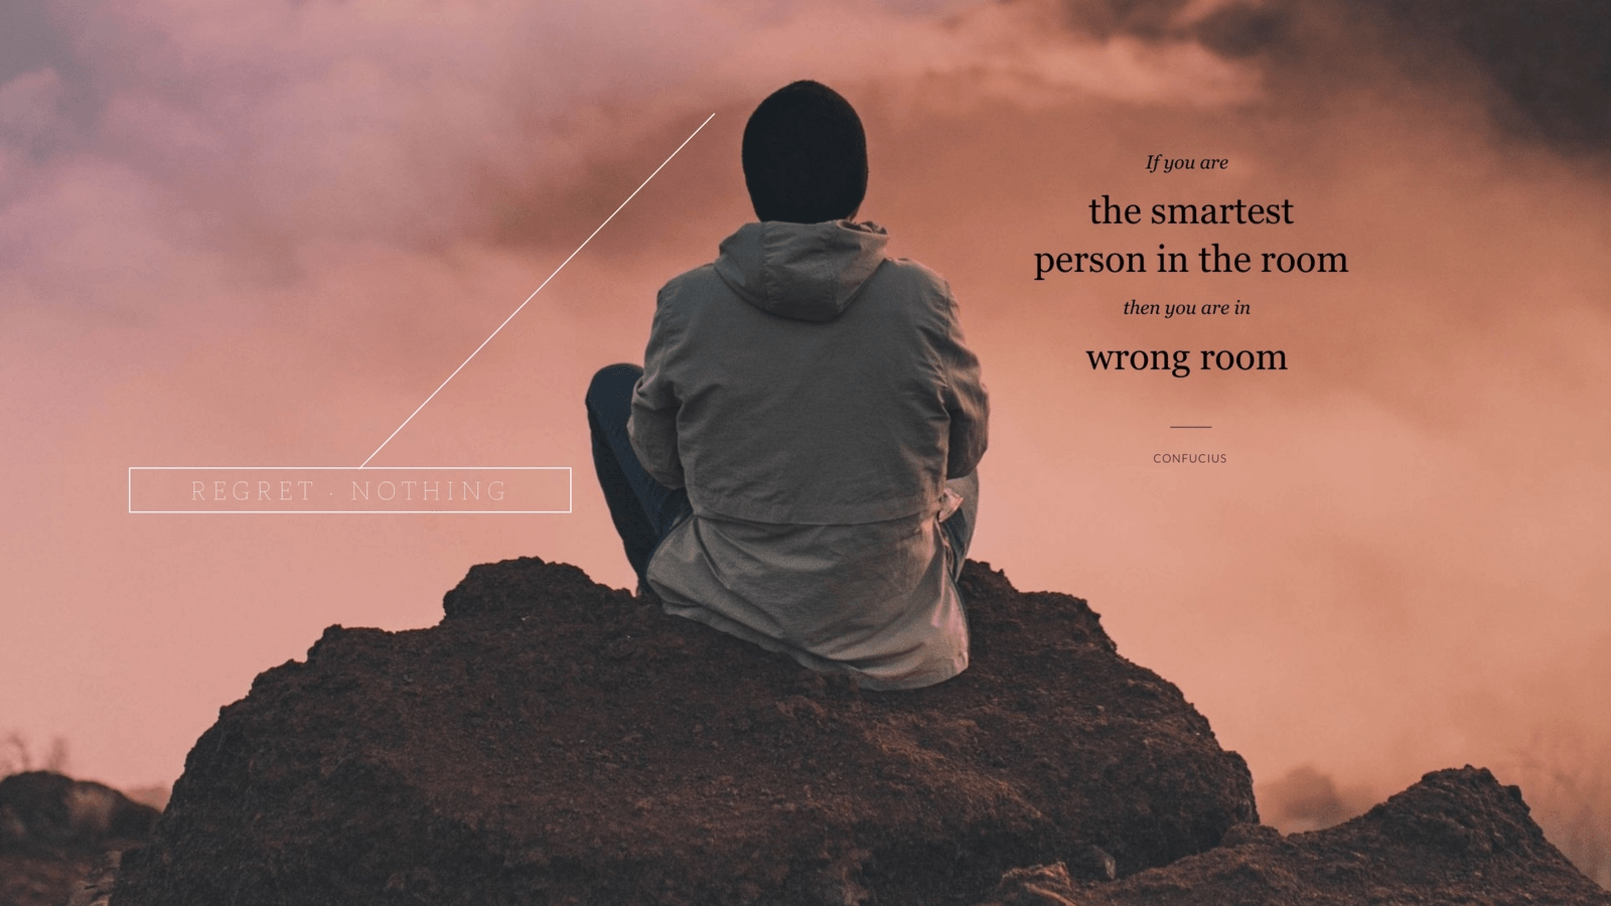 If you are
the smartest
person in the room
then you are in
wrong room
CONFUCIUS
REGRET · NOTHING